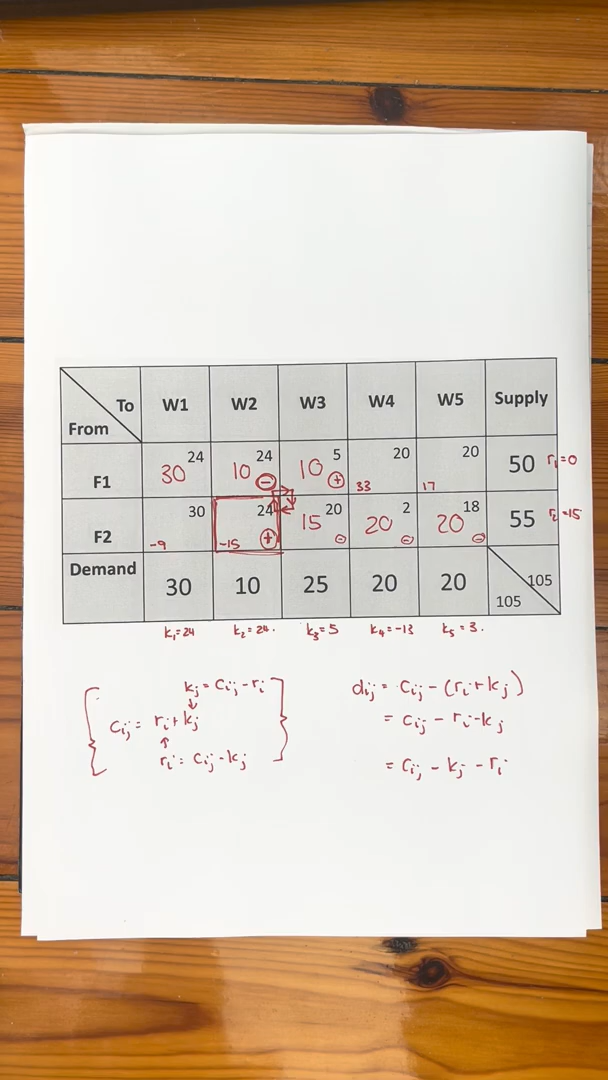 To W1 W2 W3 W4 W5 Supply
From
24 24 5 20 20
F1 30 10 ⊖ 10 ⊕ 33 17 50 r₁=0
30 24 20 2 18
F2 -9 -15 ⊕ 15 ⊖ 20 ⊖ 20 ⊖ 55 r₂=15
Demand 30 10 25 20 20 105
105
k₁=24 k₂=24. k₃=5 k₄=-13 k₅=3.
kj = cij - ri
cij = ri + kj
ri = cij - kj
dij = cij - (ri + kj)
= cij - ri - kj
= cij - kj - ri